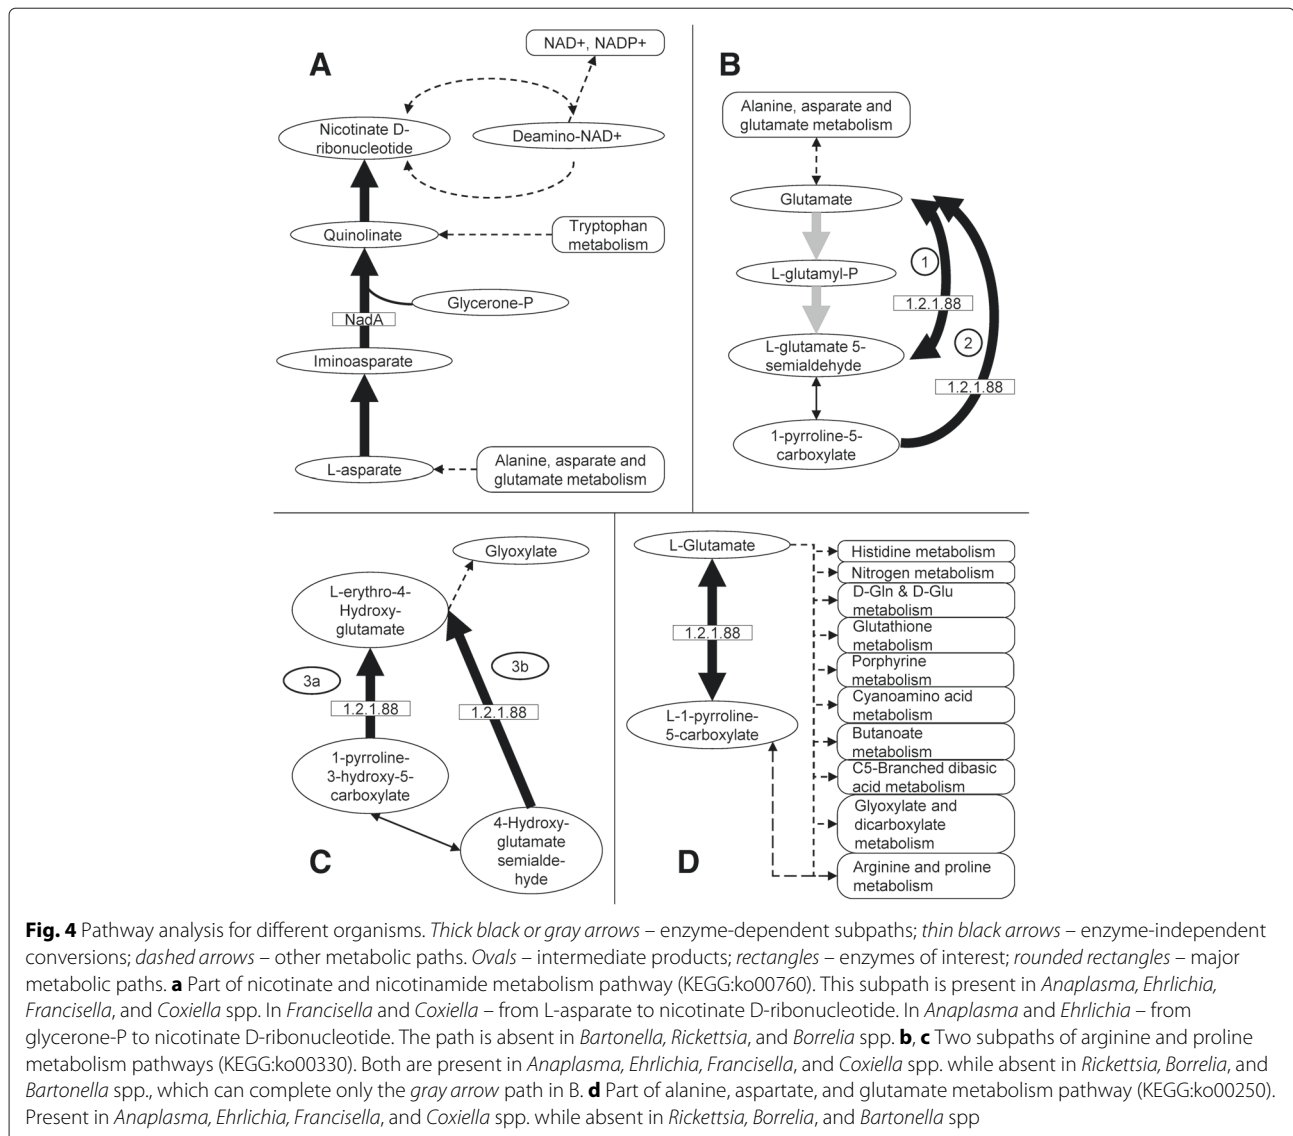 A
NAD+, NADP+
Nicotinate D-
ribonucleotide
Deamino-NAD+
Quinolinate
Tryptophan
metabolism
Glycerone-P
NadA
Iminoasparate
L-asparate
Alanine, asparate and
glutamate metabolism
B
Alanine, asparate and
glutamate metabolism
Glutamate
1
L-glutamyl-P
1.2.1.88
2
L-glutamate 5-
semialdehyde
1.2.1.88
1-pyrroline-5-
carboxylate
Glyoxylate
L-erythro-4-
Hydroxy-
glutamate
3a
3b
1.2.1.88
1.2.1.88
1-pyrroline-
3-hydroxy-5-
carboxylate
4-Hydroxy-
glutamate
semialde-
hyde
C
L-Glutamate
1.2.1.88
L-1-pyrroline-
5-carboxylate
D
Histidine metabolism
Nitrogen metabolism
D-Gln & D-Glu
metabolism
Glutathione
metabolism
Porphyrine
metabolism
Cyanoamino acid
metabolism
Butanoate
metabolism
C5-Branched dibasic
acid metabolism
Glyoxylate and
dicarboxylate
metabolism
Arginine and proline
metabolism
Fig. 4 Pathway analysis for different organisms. Thick black or gray arrows – enzyme-dependent subpaths; thin black arrows – enzyme-independent
conversions; dashed arrows – other metabolic paths. Ovals – intermediate products; rectangles – enzymes of interest; rounded rectangles – major
metabolic paths. a Part of nicotinate and nicotinamide metabolism pathway (KEGG:ko00760). This subpath is present in Anaplasma, Ehrlichia,
Francisella, and Coxiella spp. In Francisella and Coxiella – from L-asparate to nicotinate D-ribonucleotide. In Anaplasma and Ehrlichia – from
glycerone-P to nicotinate D-ribonucleotide. The path is absent in Bartonella, Rickettsia, and Borrelia spp. b, c Two subpaths of arginine and proline
metabolism pathways (KEGG:ko00330). Both are present in Anaplasma, Ehrlichia, Francisella, and Coxiella spp. while absent in Rickettsia, Borrelia, and
Bartonella spp., which can complete only the gray arrow path in B. d Part of alanine, aspartate, and glutamate metabolism pathway (KEGG:ko00250).
Present in Anaplasma, Ehrlichia, Francisella, and Coxiella spp. while absent in Rickettsia, Borrelia, and Bartonella spp